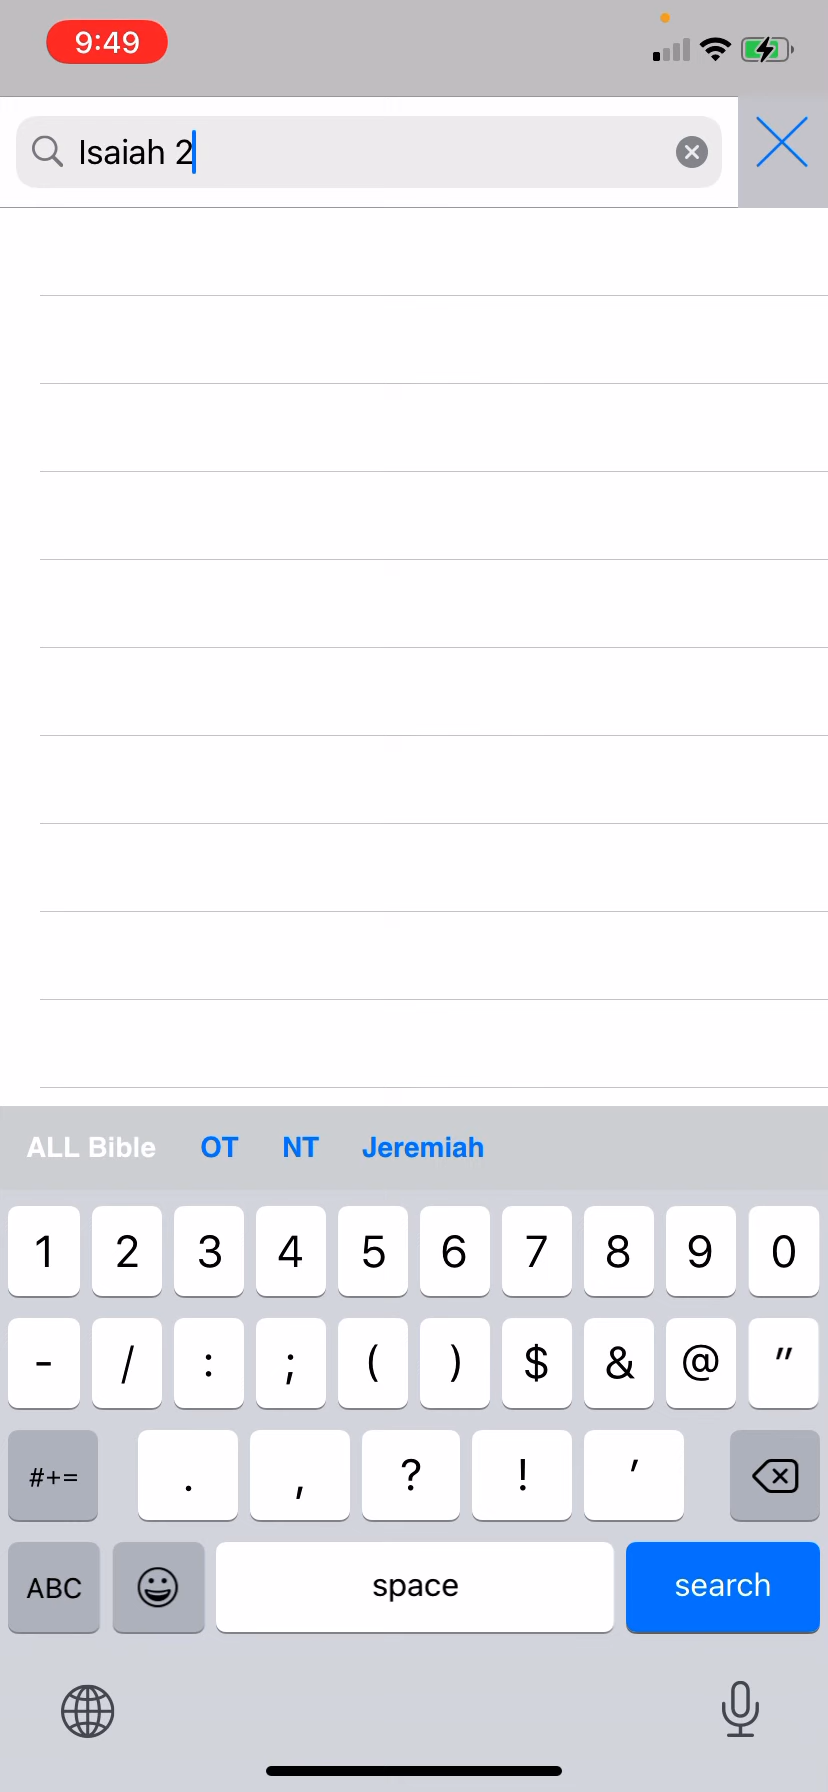 9:49
Isaiah 2
ALL Bible OT NT Jeremiah
1 2 3 4 5 6 7 8 9 0
- / : ; ( ) $ & @ "
#+= . , ? ! '
ABC space search